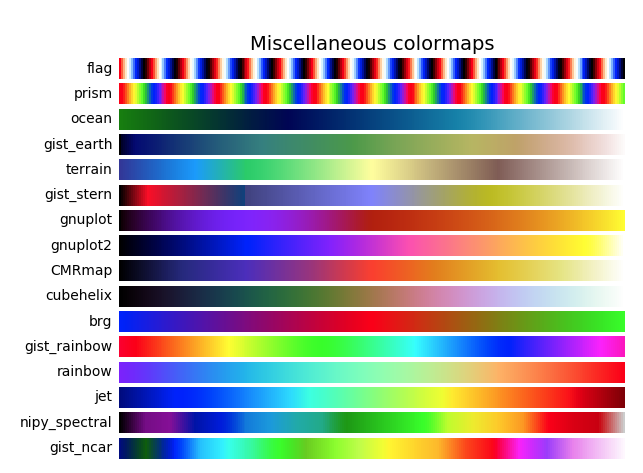 Miscellaneous colormaps
flag
prism
ocean
gist_earth
terrain
gist_stern
gnuplot
gnuplot2
CMRmap
cubehelix
brg
gist_rainbow
rainbow
jet
nipy_spectral
gist_ncar